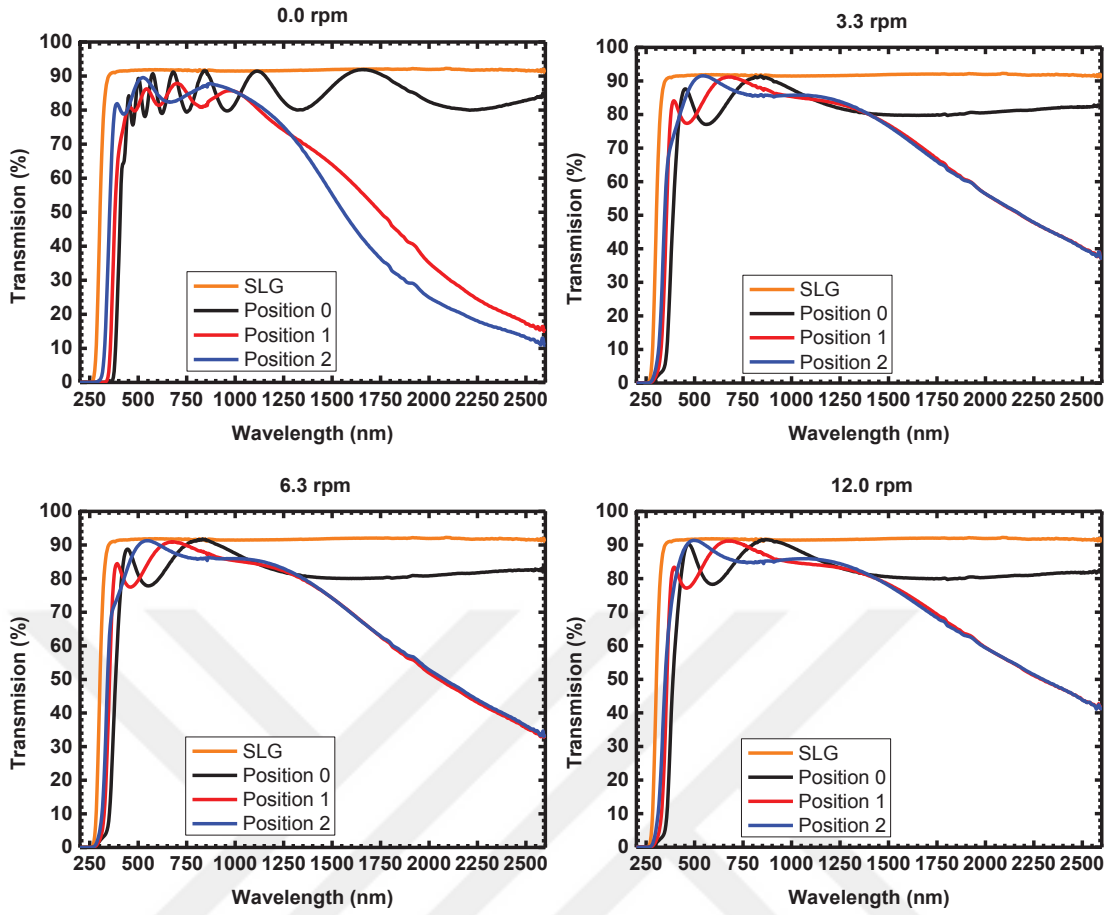 0.0 rpm
100
90
80
70
60
50
40
30
20
10
0
Transmision (%)
SLG
Position 0
Position 1
Position 2
250 500 750 1000 1250 1500 1750 2000 2250 2500
Wavelength (nm)
3.3 rpm
100
90
80
70
60
50
40
30
20
10
0
Transmision (%)
SLG
Position 0
Position 1
Position 2
250 500 750 1000 1250 1500 1750 2000 2250 2500
Wavelength (nm)
6.3 rpm
100
90
80
70
60
50
40
30
20
10
0
Transmision (%)
SLG
Position 0
Position 1
Position 2
250 500 750 1000 1250 1500 1750 2000 2250 2500
Wavelength (nm)
12.0 rpm
100
90
80
70
60
50
40
30
20
10
0
Transmision (%)
SLG
Position 0
Position 1
Position 2
250 500 750 1000 1250 1500 1750 2000 2250 2500
Wavelength (nm)